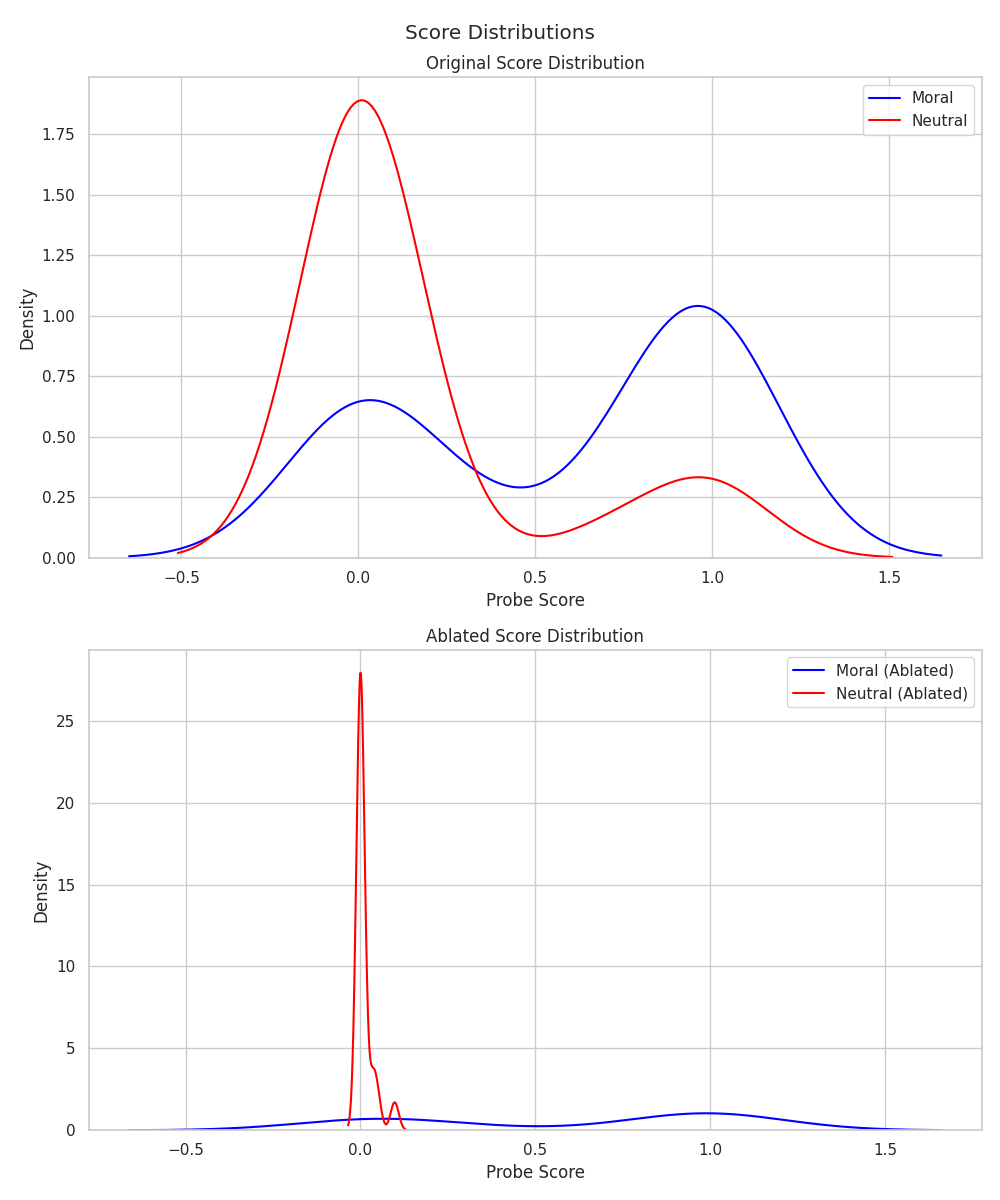 Score Distributions
Original Score Distribution
Moral
Neutral
1.75
1.50
1.25
1.00
0.75
0.50
0.25
0.00
Density
−0.5
0.0
0.5
1.0
1.5
Probe Score
Ablated Score Distribution
Moral (Ablated)
Neutral (Ablated)
25
20
15
10
5
0
Density
−0.5
0.0
0.5
1.0
1.5
Probe Score